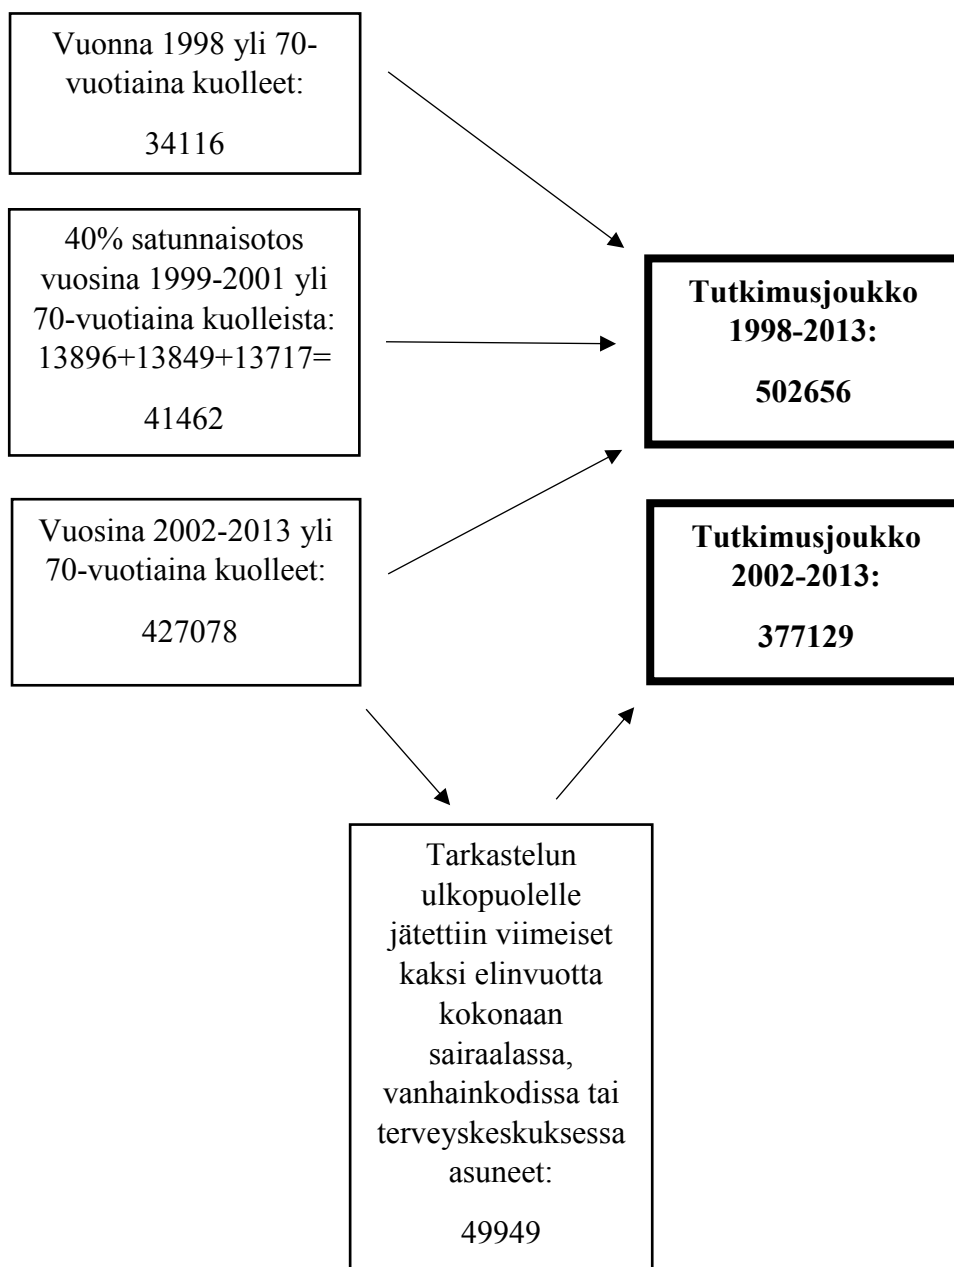 Vuonna 1998 yli 70-
vuotiaina kuolleet:
34116
40% satunnaisotos
vuosina 1999-2001 yli
70-vuotiaina kuolleista:
13896+13849+13717=
41462
Vuosina 2002-2013 yli
70-vuotiaina kuolleet:
427078
Tutkimusjoukko
1998-2013:
502656
Tutkimusjoukko
2002-2013:
377129
Tarkastelun
ulkopuolelle
jätettiin viimeiset
kaksi elinvuotta
kokonaan
sairaalassa,
vanhainkodissa tai
terveyskeskuksessa
asuneet:
49949